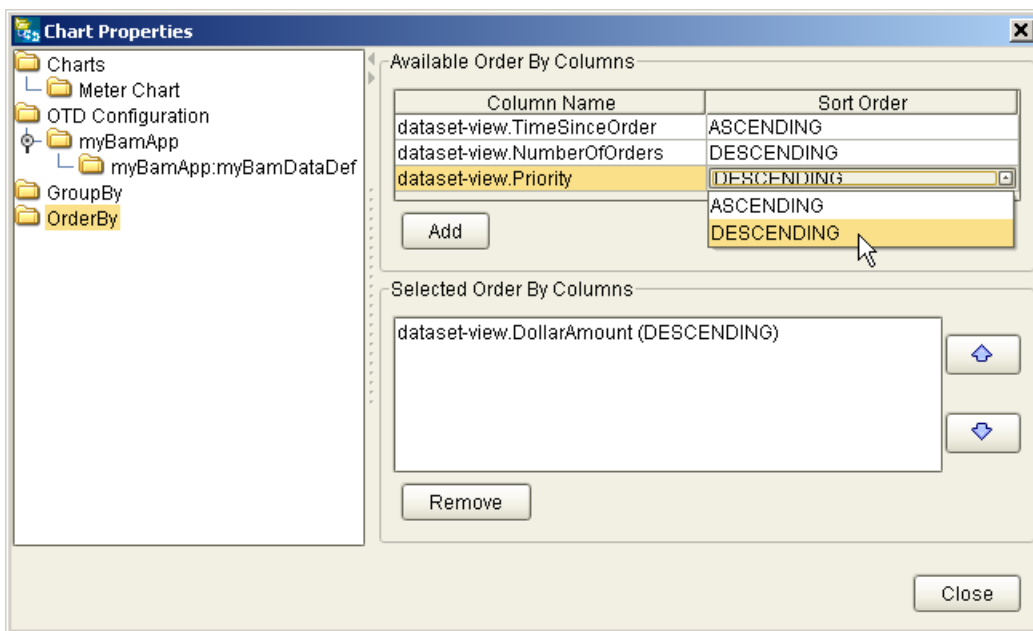 Chart Properties
Charts
Meter Chart
OTD Configuration
myBamApp
myBamApp:myBamDataDef
GroupBy
OrderBy
Available Order By Columns
Column Name Sort Order
dataset-view.TimeSinceOrder ASCENDING
dataset-view.NumberOfOrders DESCENDING
dataset-view.Priority DESCENDING
ASCENDING
DESCENDING
Add
Selected Order By Columns
dataset-view.DollarAmount (DESCENDING)
Remove
Close